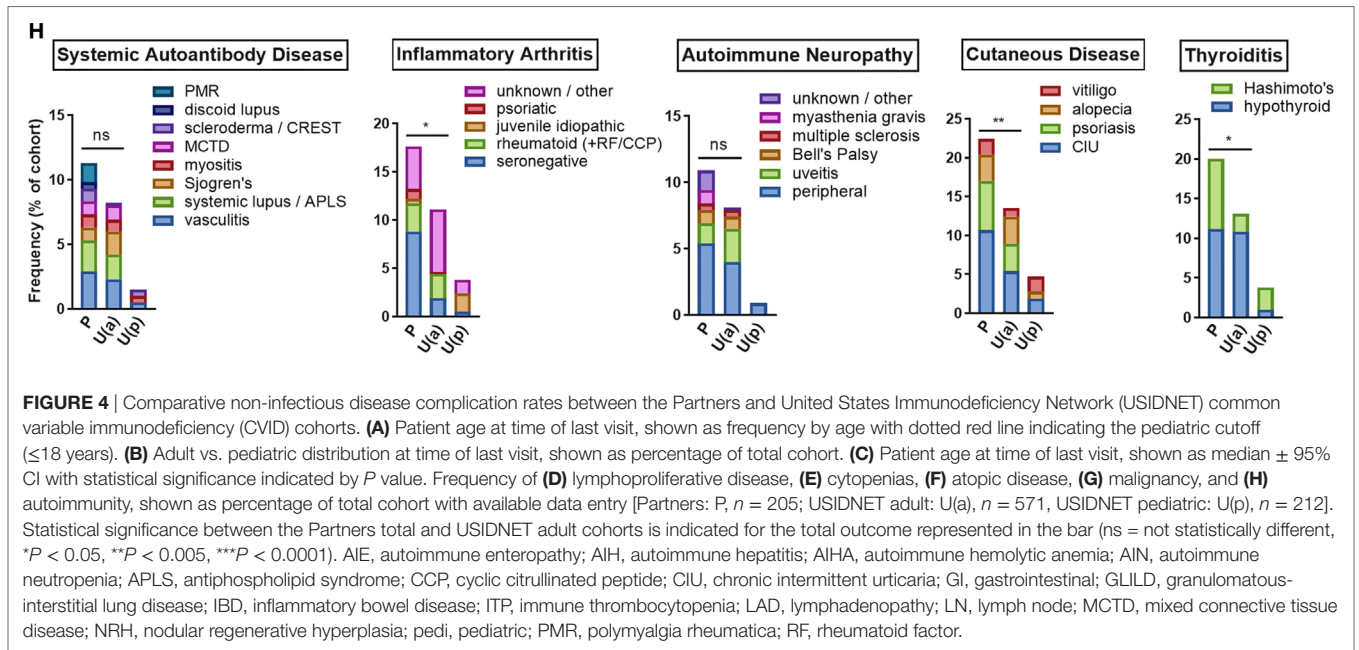 H
Systemic Autoantibody Disease
PMR
discoid lupus
scleroderma / CREST
MCTD
myositis
Sjogren's
systemic lupus / APLS
vasculitis
Frequency (% of cohort)
15
10
5
0
ns
P
U(a)
U(p)
Inflammatory Arthritis
unknown / other
psoriatic
juvenile idiopathic
rheumatoid (+RF/CCP)
seronegative
20
15
10
5
0
*
P
U(a)
U(p)
Autoimmune Neuropathy
unknown / other
myasthenia gravis
multiple sclerosis
Bell's Palsy
uveitis
peripheral
15
10
5
0
ns
P
U(a)
U(p)
Cutaneous Disease
vitiligo
alopecia
psoriasis
CIU
25
20
15
10
5
0
**
P
U(a)
U(p)
Thyroiditis
Hashimoto's
hypothyroid
25
20
15
10
5
0
*
P
U(a)
U(p)
FIGURE 4 | Comparative non-infectious disease complication rates between the Partners and United States Immunodeficiency Network (USIDNET) common
variable immunodeficiency (CVID) cohorts. (A) Patient age at time of last visit, shown as frequency by age with dotted red line indicating the pediatric cutoff
(≤18 years). (B) Adult vs. pediatric distribution at time of last visit, shown as percentage of total cohort. (C) Patient age at time of last visit, shown as median ± 95%
CI with statistical significance indicated by P value. Frequency of (D) lymphoproliferative disease, (E) cytopenias, (F) atopic disease, (G) malignancy, and (H)
autoimmunity, shown as percentage of total cohort with available data entry [Partners: P, n = 205; USIDNET adult: U(a), n = 571, USIDNET pediatric: U(p), n = 212].
Statistical significance between the Partners total and USIDNET adult cohorts is indicated for the total outcome represented in the bar (ns = not statistically different,
*P < 0.05, **P < 0.005, ***P < 0.0001). AIE, autoimmune enteropathy; AIH, autoimmune hepatitis; AIHA, autoimmune hemolytic anemia; AIN, autoimmune
neutropenia; APLS, antiphospholipid syndrome; CCP, cyclic citrullinated peptide; CIU, chronic intermittent urticaria; GI, gastrointestinal; GLILD, granulomatous-
interstitial lung disease; IBD, inflammatory bowel disease; ITP, immune thrombocytopenia; LAD, lymphadenopathy; LN, lymph node; MCTD, mixed connective tissue
disease; NRH, nodular regenerative hyperplasia; pedi, pediatric; PMR, polymyalgia rheumatica; RF, rheumatoid factor.